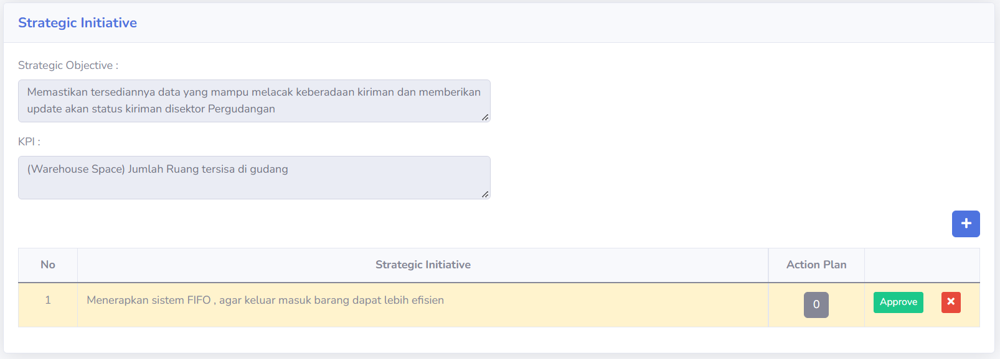 Strategic Initiative
Strategic Objective :
Memastikan tersediannya data yang mampu melacak keberadaan kiriman dan memberikan
update akan status kiriman disektor Pergudangan
KPI :
(Warehouse Space) Jumlah Ruang tersisa di gudang
No Strategic Initiative Action Plan
1 Menerapkan sistem FIFO , agar keluar masuk barang dapat lebih efisien 0 Approve